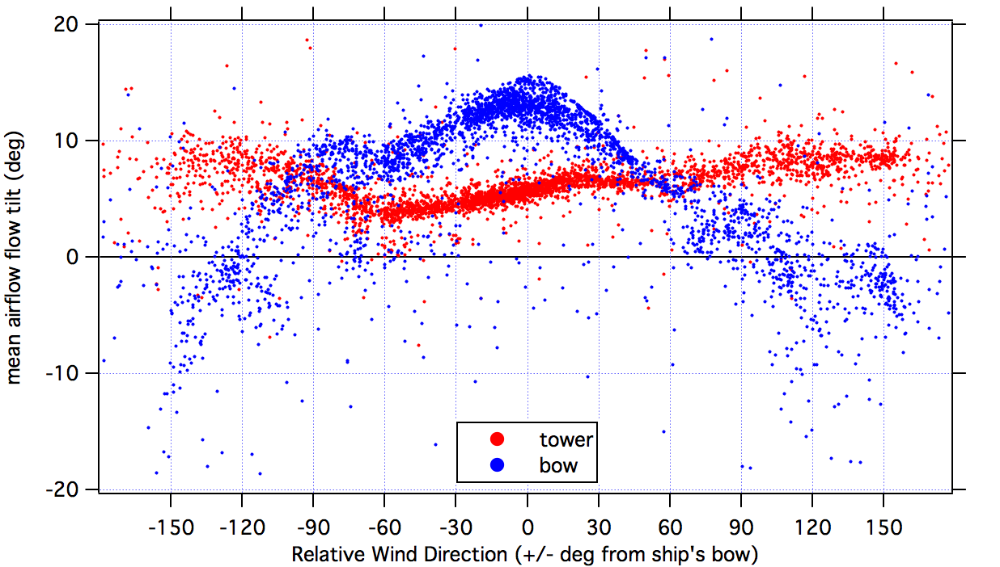 20
10
0
-10
-20
mean airflow flow tilt (deg)
tower
bow
-150 -120 -90 -60 -30 0 30 60 90 120 150
Relative Wind Direction (+/- deg from ship's bow)